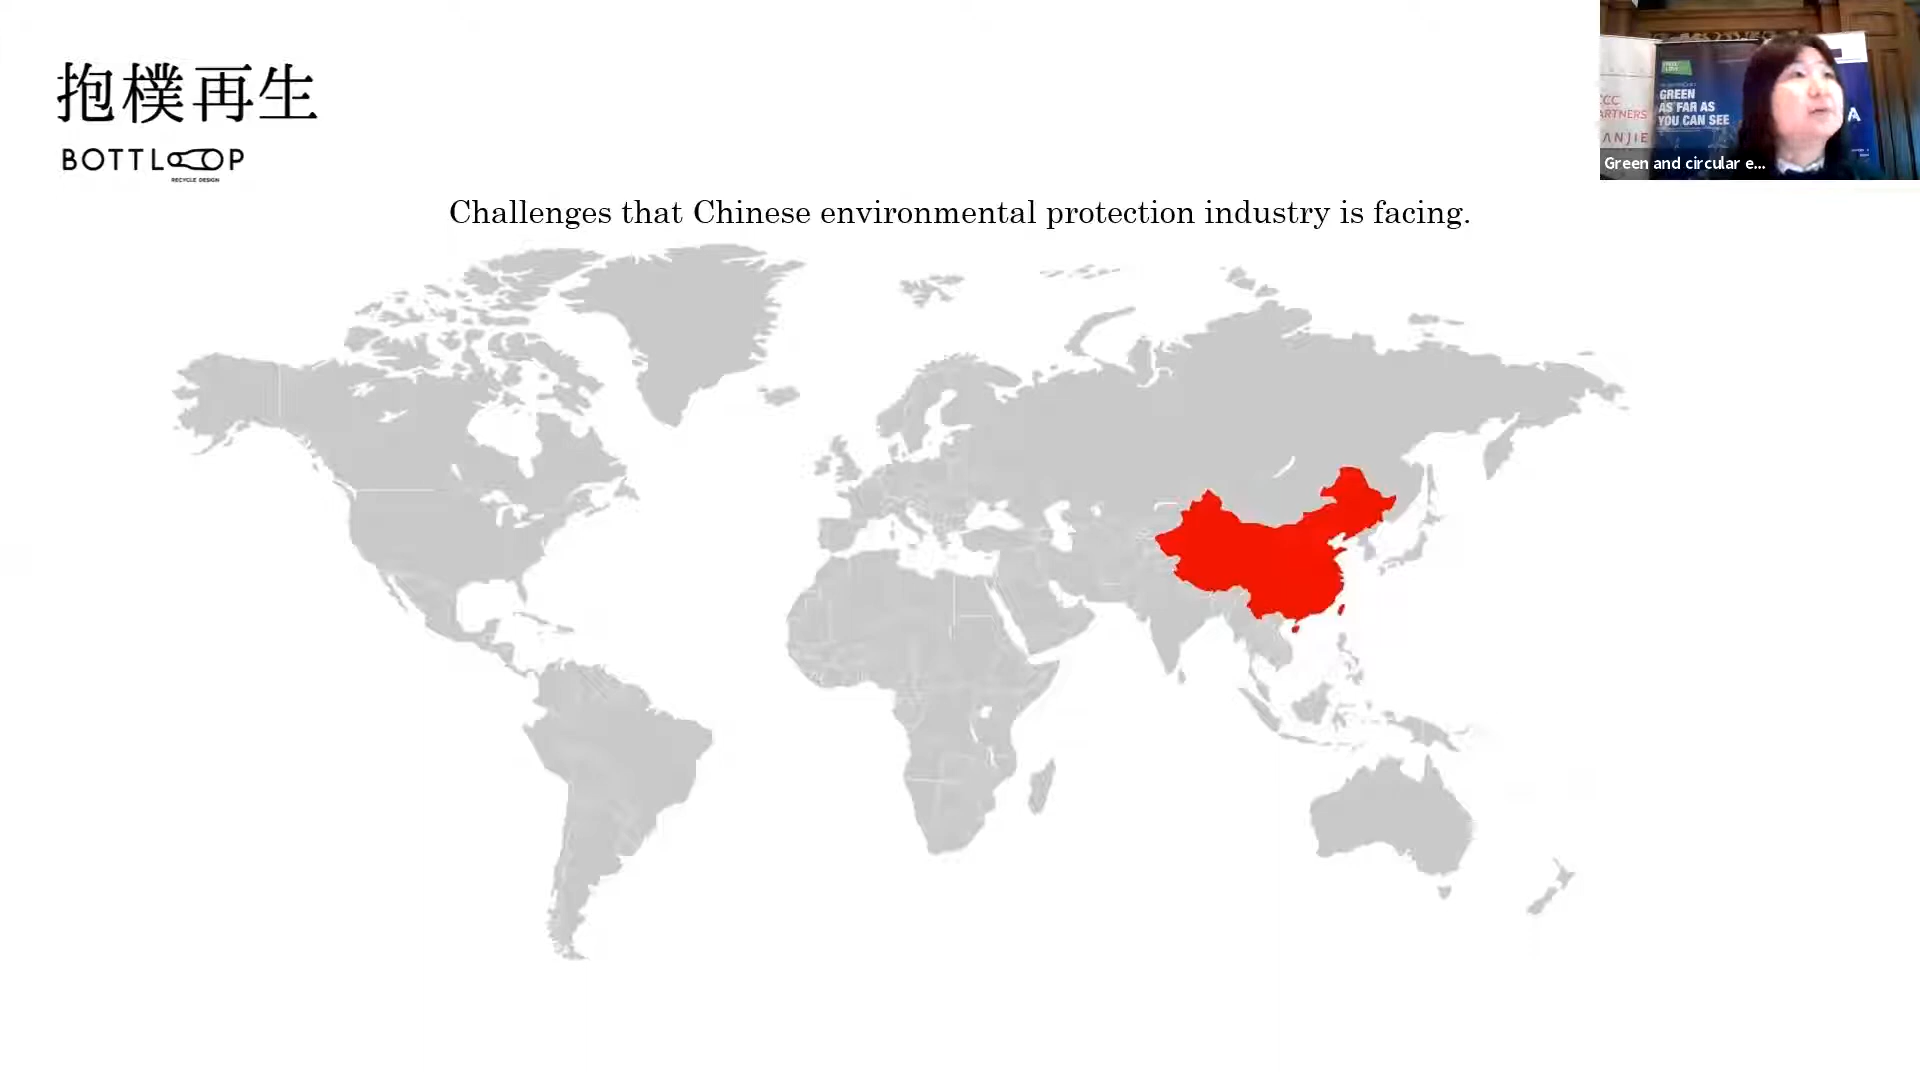 抱樸再生
BOTTLOOP
RECYCLE DESIGN
Challenges that Chinese environmental protection industry is facing.
GREEN
AS FAR AS
YOU CAN SEE
ANJIE
Green and circular e...